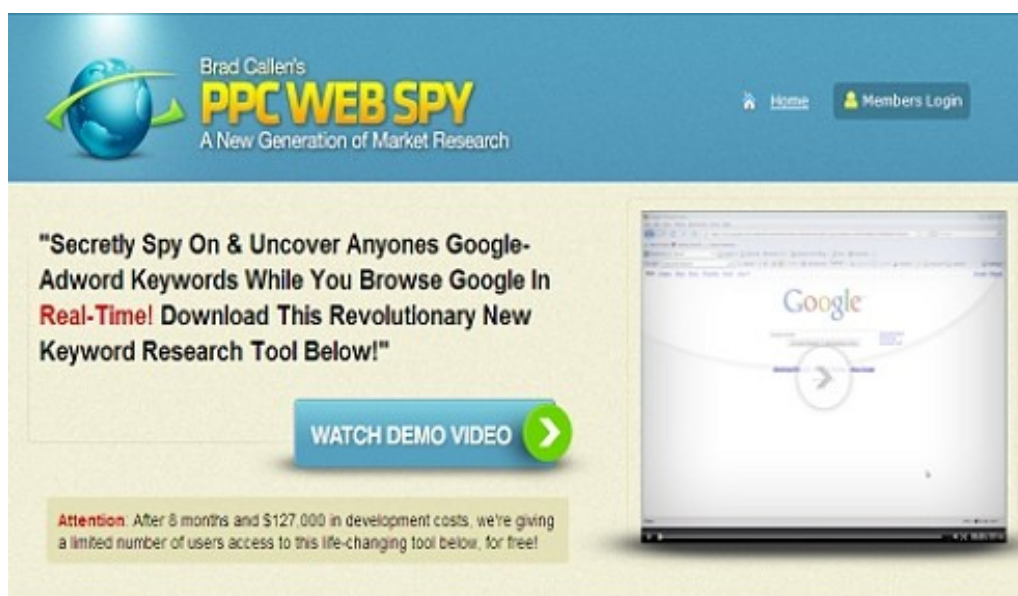 Brad Callen's
PPC WEB SPY
A New Generation of Market Research
Home
Members Login
"Secretly Spy On & Uncover Anyones Google-
Adword Keywords While You Browse Google In
Real-Time! Download This Revolutionary New
Keyword Research Tool Below!"
Google
WATCH DEMO VIDEO
Attention: After 8 months and $127,000 in development costs, we're giving
a limited number of users access to this life-changing tool below, for free!